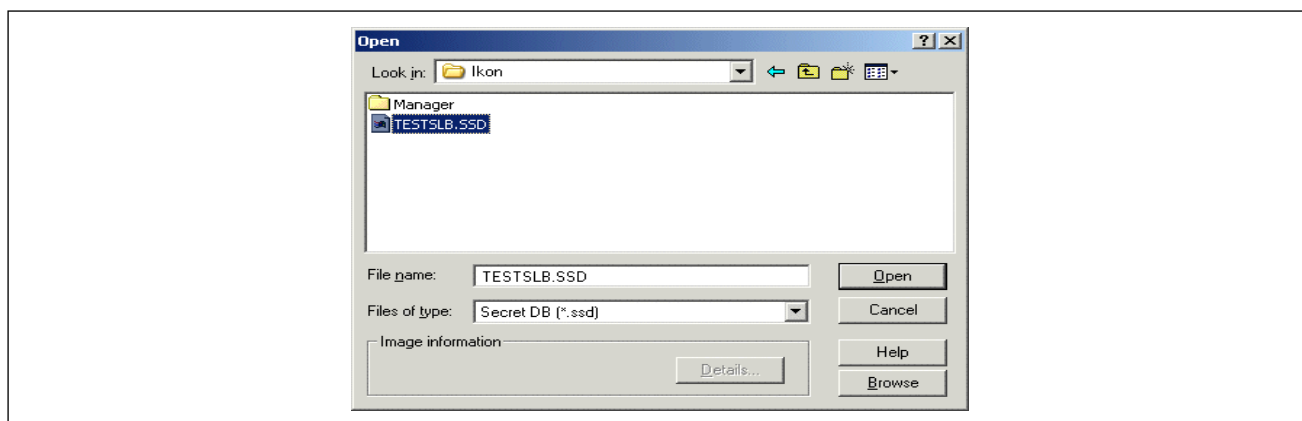 Open
Look in: Ikon
Manager
TESTSLB.SSD
File name: TESTSLB.SSD
Open
Files of type: Secret DB (*.ssd)
Cancel
Image information
Details...
Help
Browse